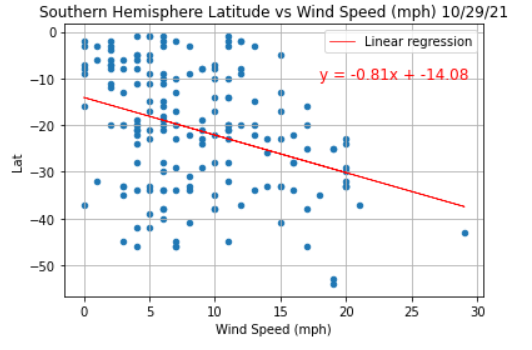 Southern Hemisphere Latitude vs Wind Speed (mph) 10/29/21
Linear regression
y = -0.81x + -14.08
Lat
0
−10
−20
−30
−40
−50
0 5 10 15 20 25 30
Wind Speed (mph)